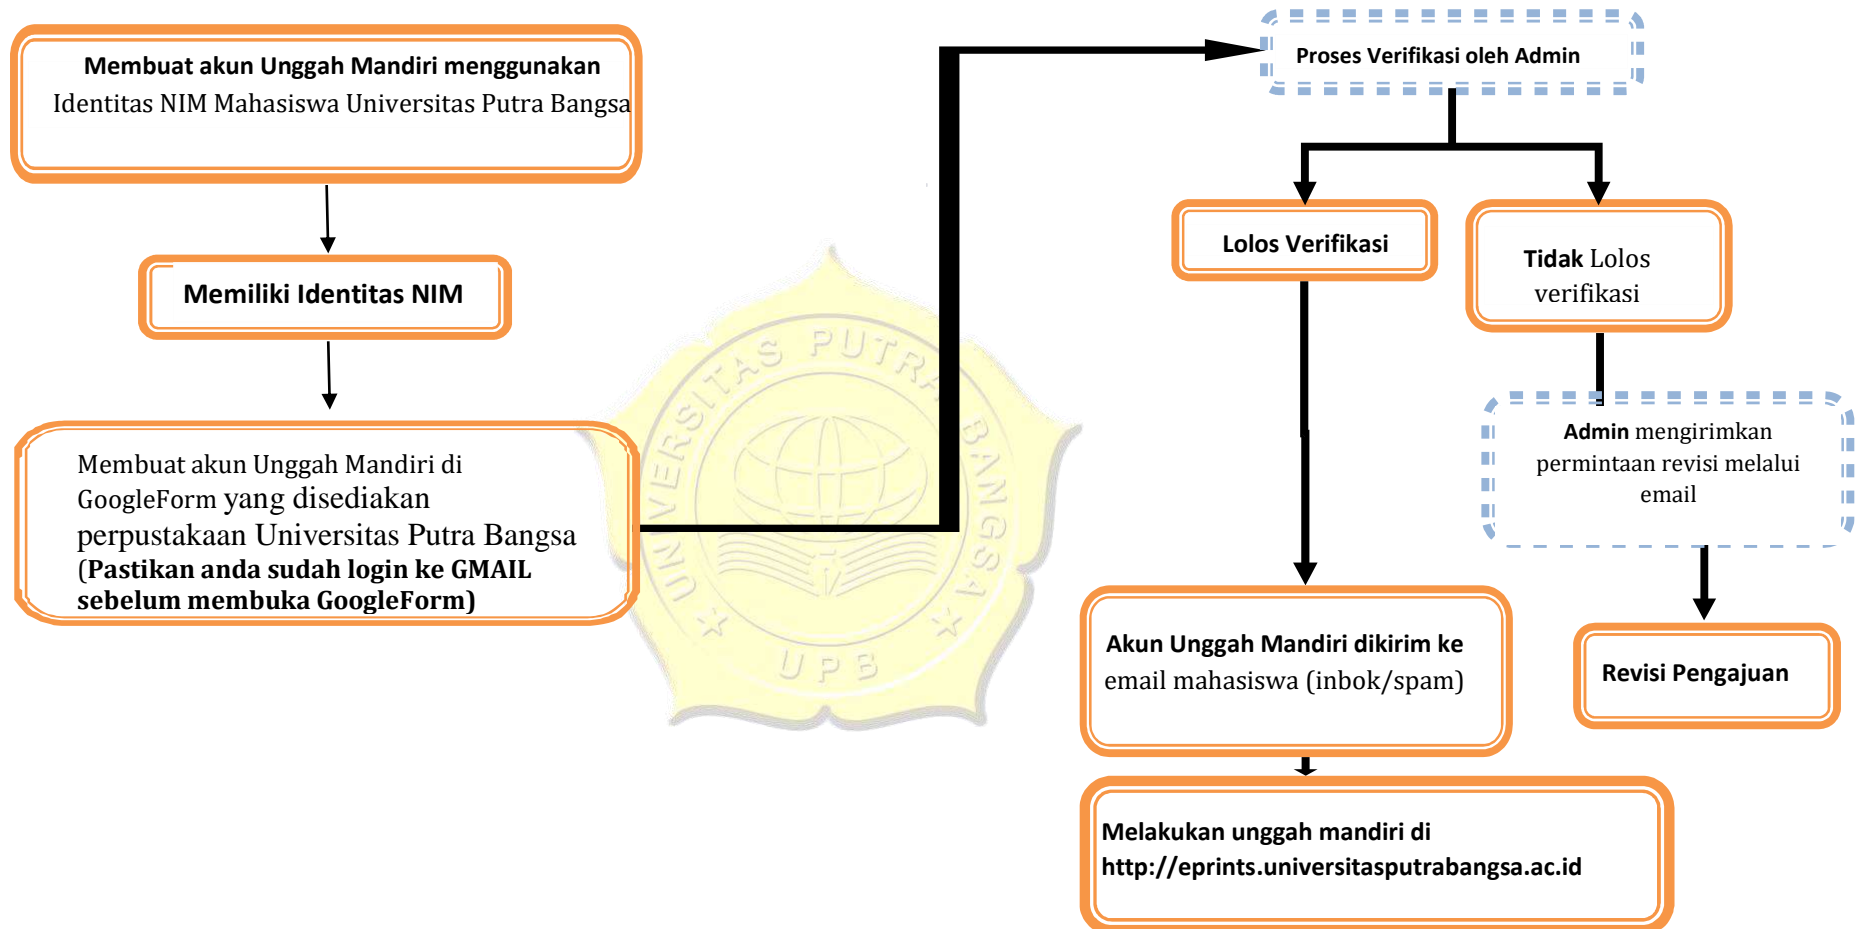 Membuat akun Unggah Mandiri menggunakan
Identitas NIM Mahasiswa Universitas Putra Bangsa
Memiliki Identitas NIM
Membuat akun Unggah Mandiri di
GoogleForm yang disediakan
perpustakaan Universitas Putra Bangsa
(Pastikan anda sudah login ke GMAIL
sebelum membuka GoogleForm)
UNIVERSITAS PUTRA BANGSA
UPB
Proses Verifikasi oleh Admin
Lolos Verifikasi
Tidak Lolos
verifikasi
Admin mengirimkan
permintaan revisi melalui
email
Akun Unggah Mandiri dikirim ke
email mahasiswa (inbok/spam)
Revisi Pengajuan
Melakukan unggah mandiri di
http://eprints.universitasputrabangsa.ac.id